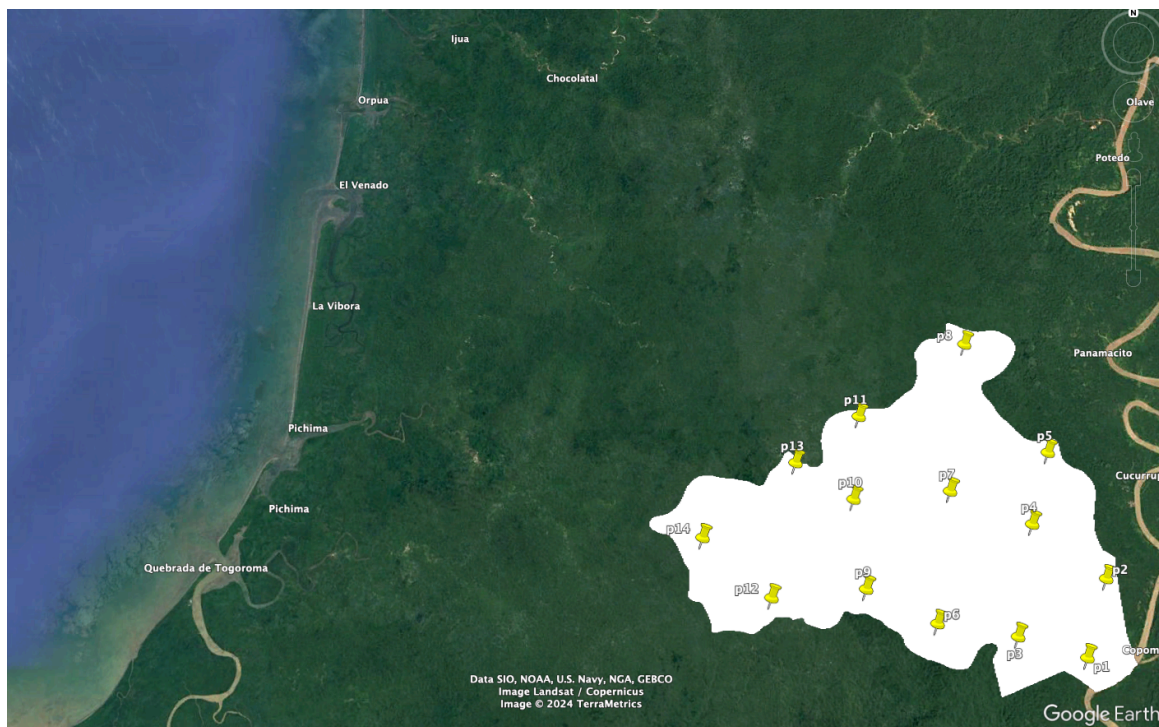 N
Ijua
Chocolatal
Orpua
Olave
Potedo
El Venado
La Vibora
p8
Panamacito
p11
Pichima
p5
p13
p7
Cucurrup
p10
Pichima
p4
p14
Quebrada de Togoroma
p2
p9
p12
p6
p3
Copom
p1
Data SIO, NOAA, U.S. Navy, NGA, GEBCO
Image Landsat / Copernicus
Image © 2024 TerraMetrics
Google Earth